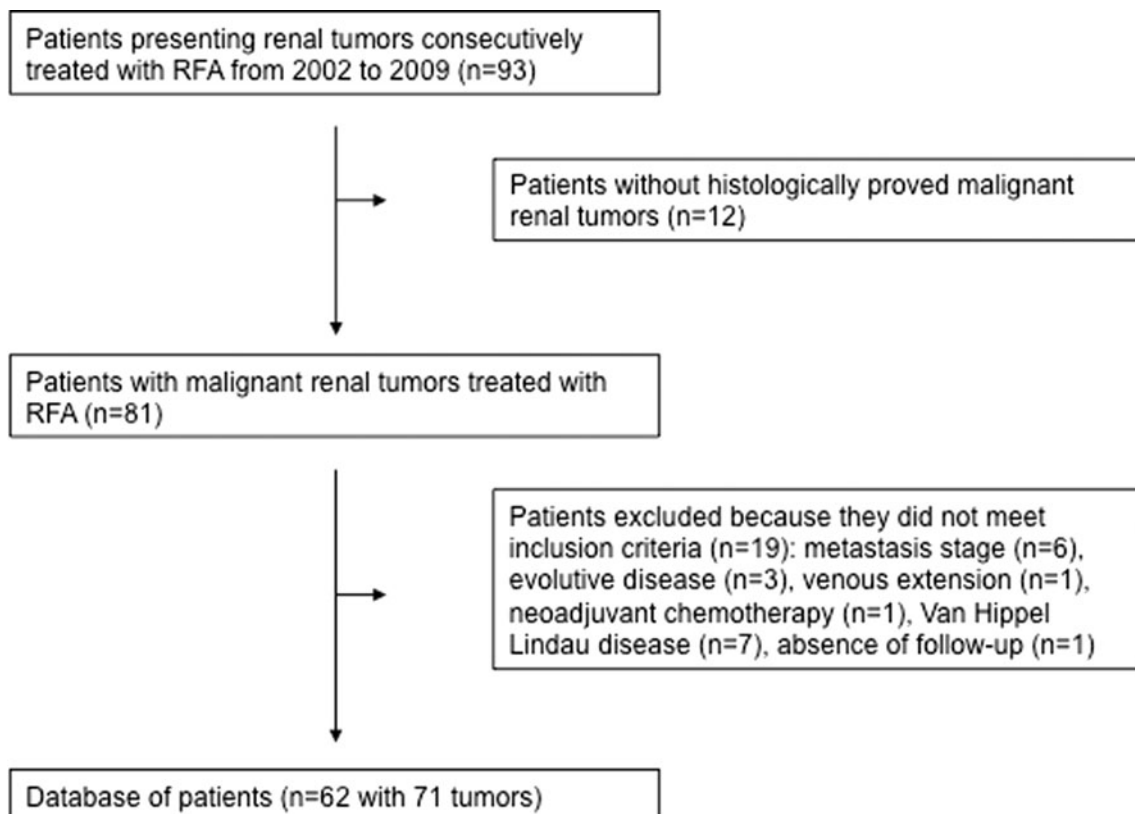 Patients presenting renal tumors consecutively
treated with RFA from 2002 to 2009 (n=93)
Patients without histologically proved malignant
renal tumors (n=12)
Patients with malignant renal tumors treated with
RFA (n=81)
Patients excluded because they did not meet
inclusion criteria (n=19): metastasis stage (n=6),
evolutive disease (n=3), venous extension (n=1),
neoadjuvant chemotherapy (n=1), Van Hippel
Lindau disease (n=7), absence of follow-up (n=1)
Database of patients (n=62 with 71 tumors)